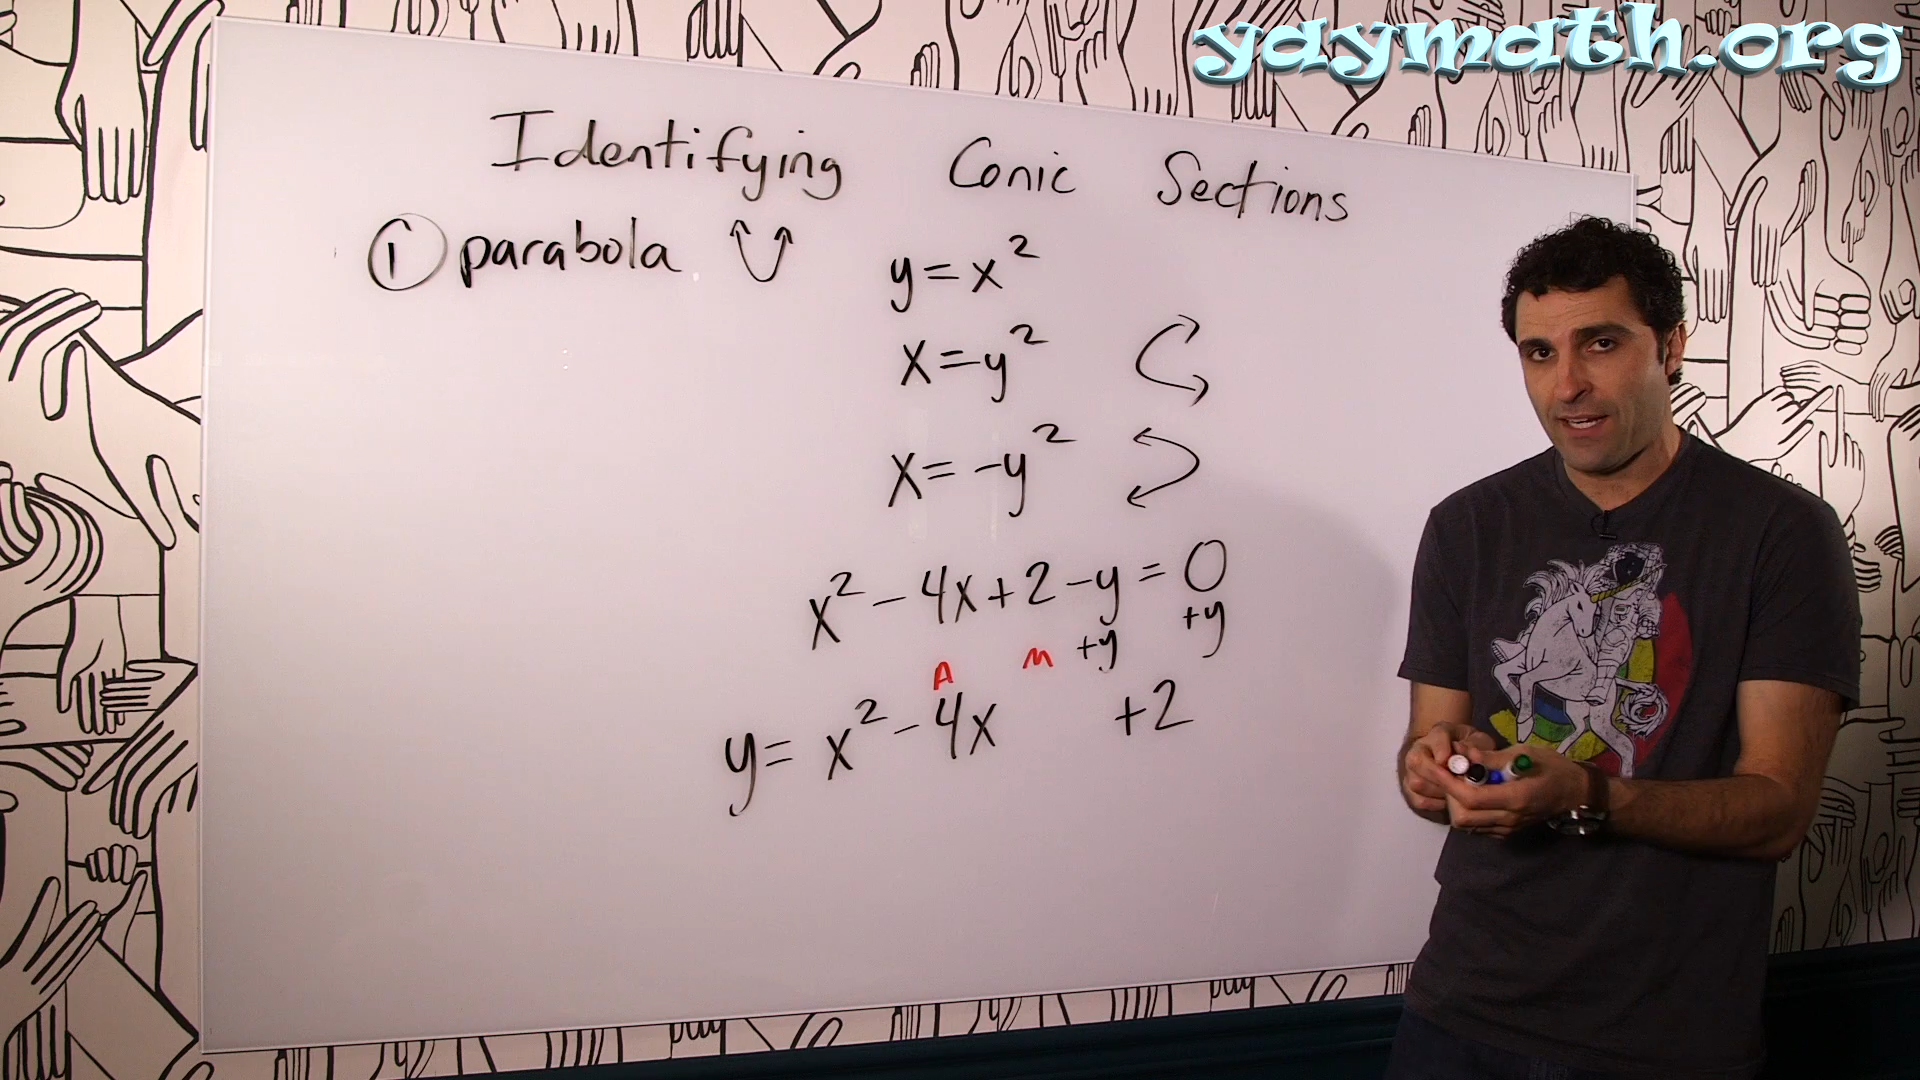 yaymath.org
Identifying Conic Sections
① parabola
y=x²
x=y²
x=-y²
x²-4x+2-y=0
+y +y
A M
y=x²-4x +2